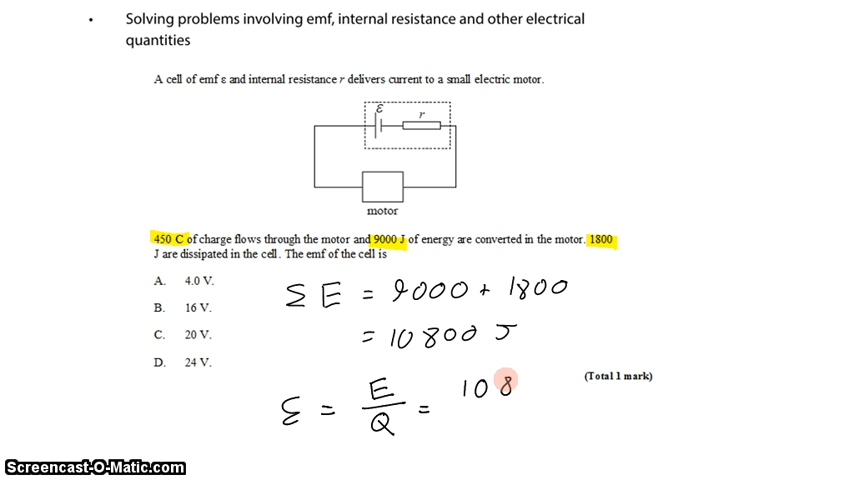 • Solving problems involving emf, internal resistance and other electrical
quantities
A cell of emf ε and internal resistance r delivers current to a small electric motor.
ε
r
motor
450 C of charge flows through the motor and 9000 J of energy are converted in the motor. 1800
J are dissipated in the cell. The emf of the cell is
A. 4.0 V.
B. 16 V.
C. 20 V.
D. 24 V.
Σ E = 9000 + 1800
= 10800 J
(Total 1 mark)
ε = E/Q = 108
Screencast-O-Matic.com